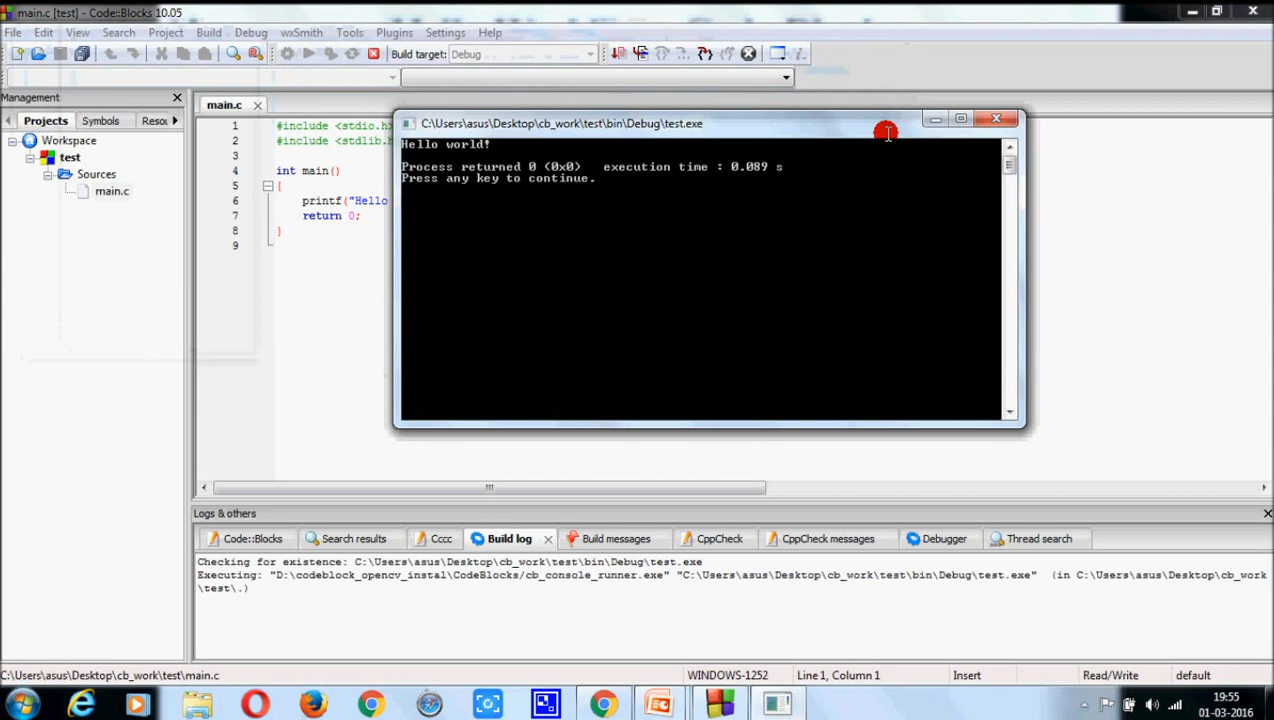 main.c [test] - Code::Blocks 10.05
File Edit View Search Project Build Debug wxSmith Tools Plugins Settings Help
Build target: Debug
Management
main.c
Projects Symbols Resou
Workspace
test
Sources
main.c
1 #include <stdio.h
2 #include <stdlib.h
3
4 int main()
5 {
6 printf("Hello
7 return 0;
8 }
9
C:\Users\asus\Desktop\cb_work\test\bin\Debug\test.exe
Hello world!
Process returned 0 (0x0) execution time : 0.089 s
Press any key to continue.
Logs & others
Code::Blocks Search results Cccc Build log Build messages CppCheck CppCheck messages Debugger Thread search
Checking for existence: C:\Users\asus\Desktop\cb_work\test\bin\Debug\test.exe
Executing: "D:\codeblock_opencv_instal\CodeBlocks/cb_console_runner.exe" "C:\Users\asus\Desktop\cb_work\test\bin\Debug\test.exe" (in C:\Users\asus\Desktop\cb_work
\test\.)
C:\Users\asus\Desktop\cb_work\test\main.c WINDOWS-1252 Line 1, Column 1 Insert Read/Write default
19:55
01-03-2016